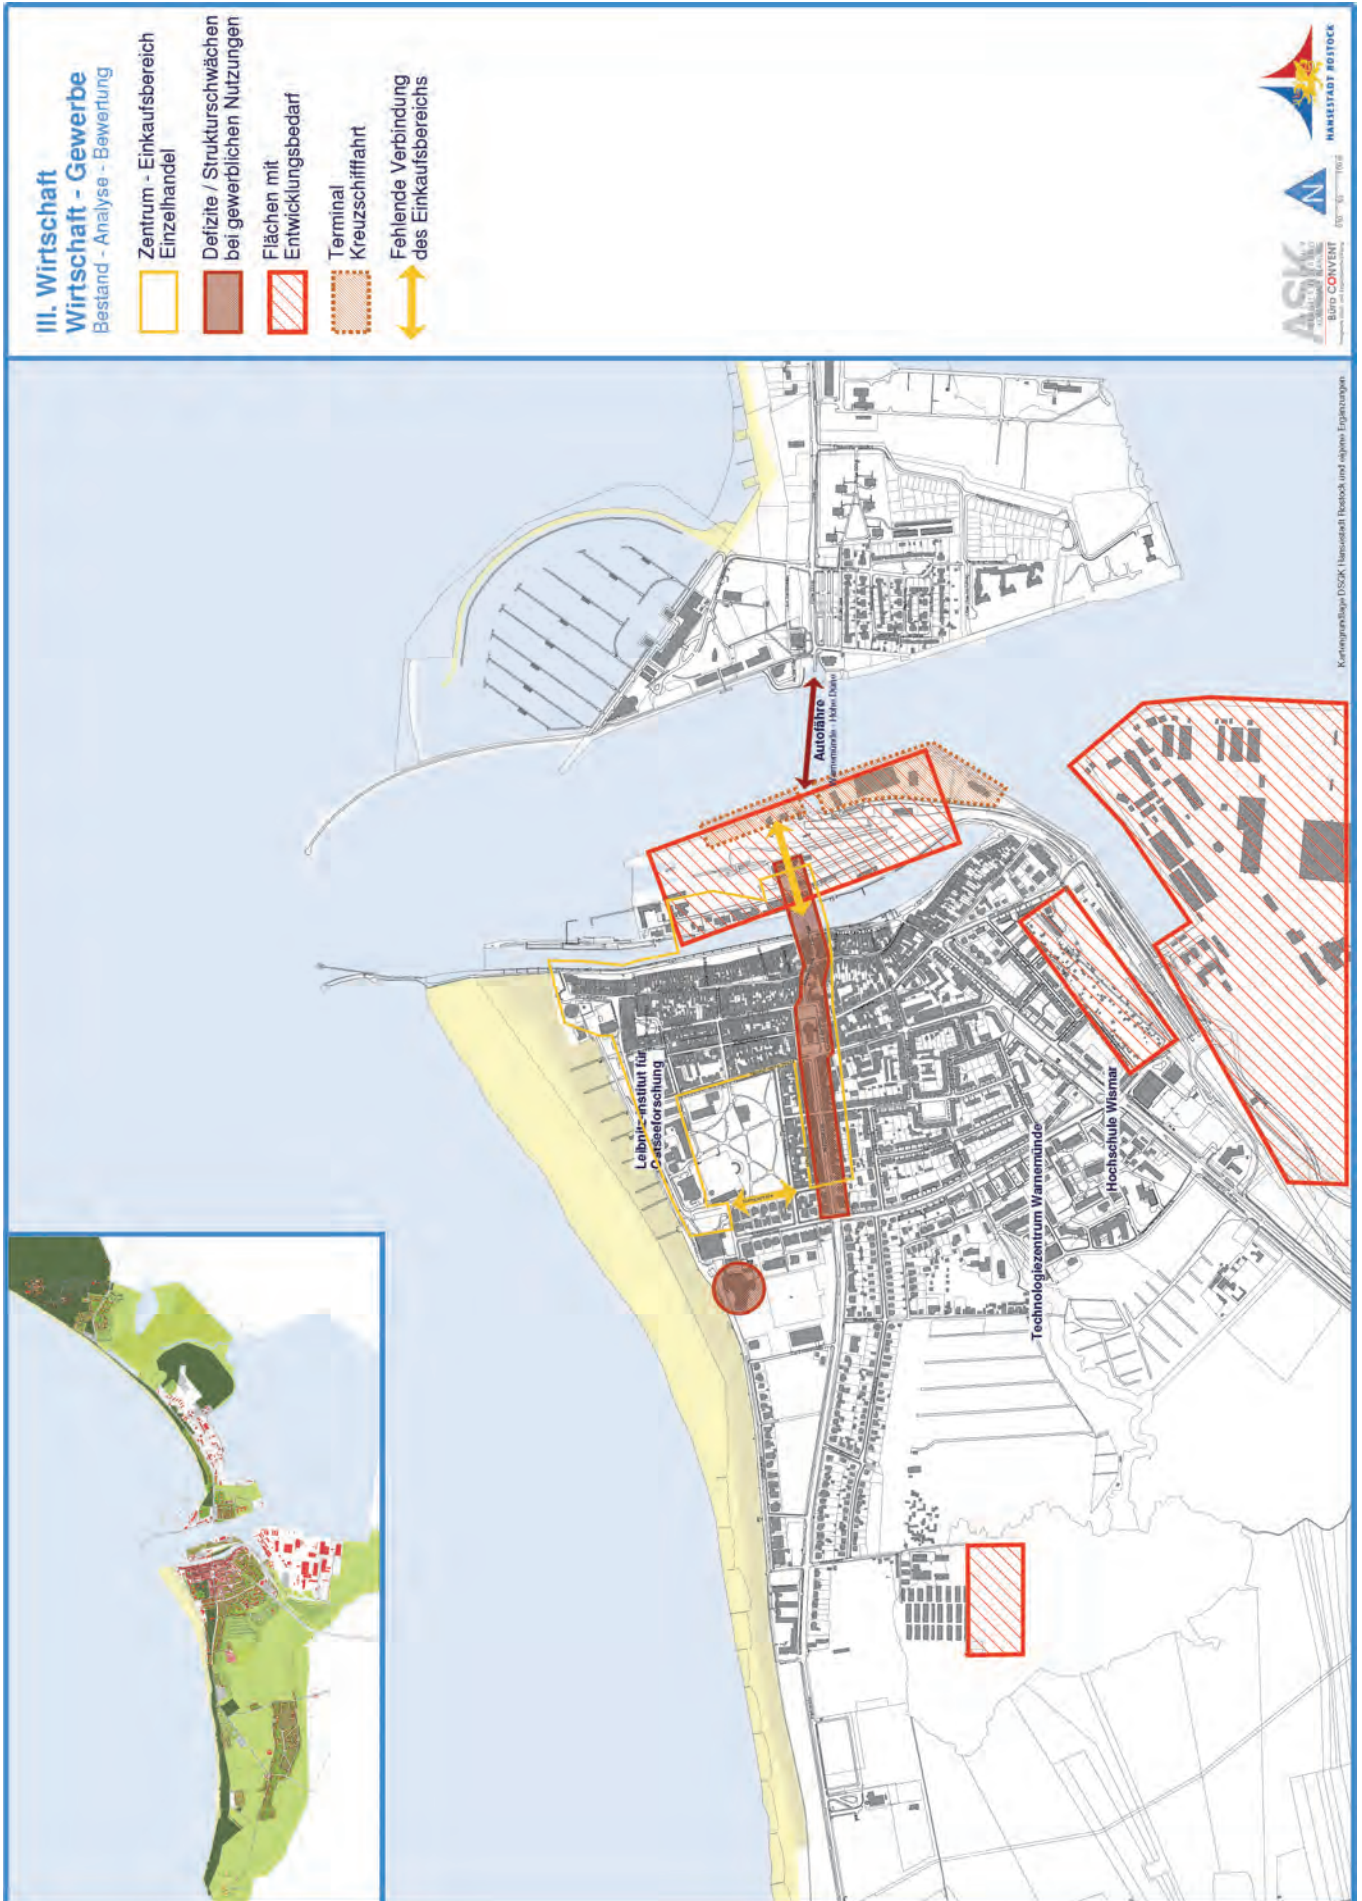 III. Wirtschaft
Wirtschaft - Gewerbe
Bestand - Analyse - Bewertung
Zentrum - Einkaufsbereich
Einzelhandel
Defizite / Strukturschwächen
bei gewerblichen Nutzungen
Flächen mit
Entwicklungsbedarf
Terminal
Kreuzschifffahrt
Fehlende Verbindung
des Einkaufsbereichs
Leibnitz-Institut für
Ostseeforschung
Autofähre
Warnemünde - Hohe Düne
Technologiezentrum Warnemünde
Hochschule Wismar
Kartengrundlage DSGK Hansestadt Rostock und eigene Ergänzungen
ASK
Büro CONVENT
N
HANSESTADT ROSTOCK